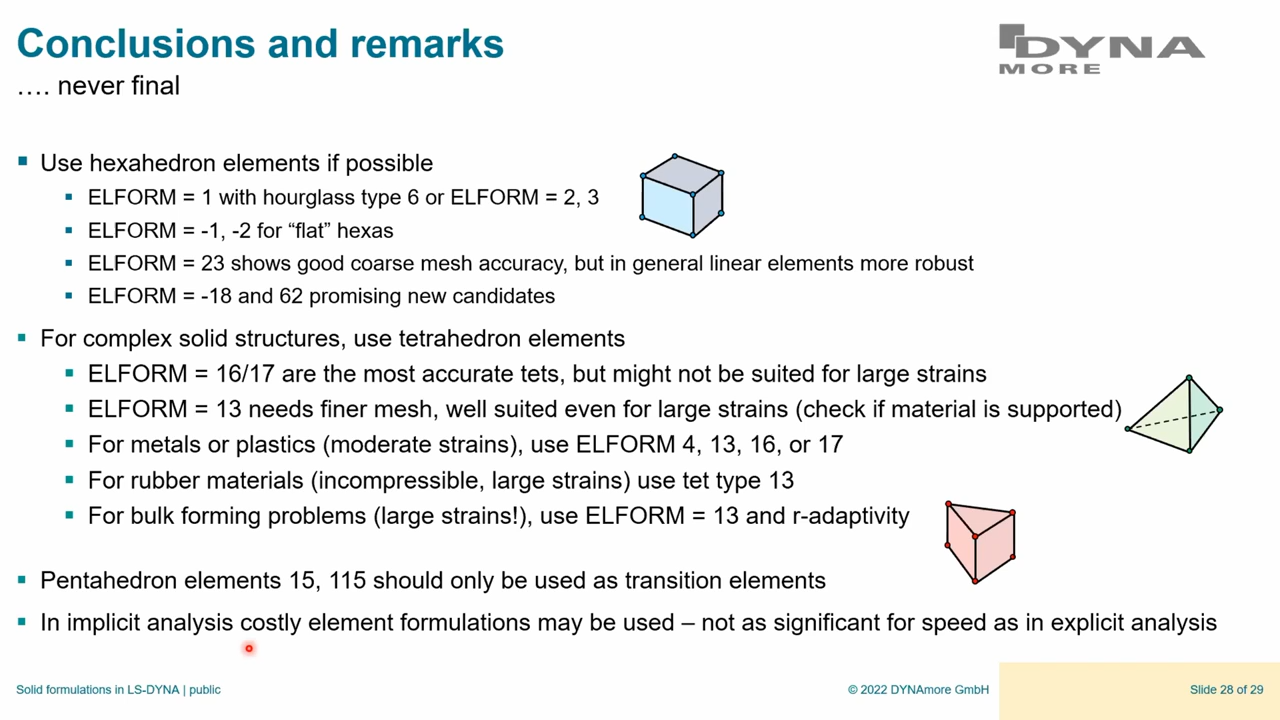 Conclusions and remarks
DYNA
MORE
…. never final
Use hexahedron elements if possible
ELFORM = 1 with hourglass type 6 or ELFORM = 2, 3
ELFORM = -1, -2 for “flat” hexas
ELFORM = 23 shows good coarse mesh accuracy, but in general linear elements more robust
ELFORM = -18 and 62 promising new candidates
For complex solid structures, use tetrahedron elements
ELFORM = 16/17 are the most accurate tets, but might not be suited for large strains
ELFORM = 13 needs finer mesh, well suited even for large strains (check if material is supported)
For metals or plastics (moderate strains), use ELFORM 4, 13, 16, or 17
For rubber materials (incompressible, large strains) use tet type 13
For bulk forming problems (large strains!), use ELFORM = 13 and r-adaptivity
Pentahedron elements 15, 115 should only be used as transition elements
In implicit analysis costly element formulations may be used – not as significant for speed as in explicit analysis
Solid formulations in LS-DYNA | public
© 2022 DYNAmore GmbH
Slide 28 of 29